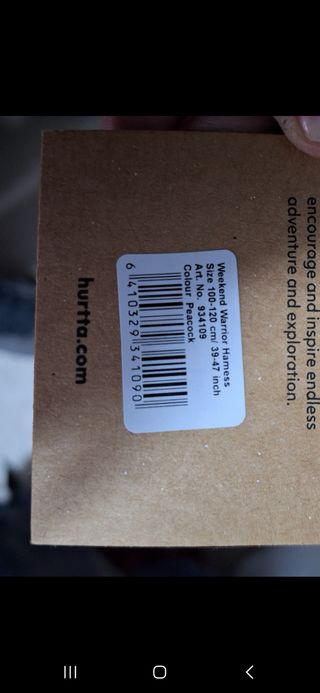 encourage and inspire endless
adventure and exploration.
Weekend Warrior Harness
Size 100-120 cm/ 39-47 inch
Art. No. 934109
Colour Peacock
6 410329 341090
hurtta.com